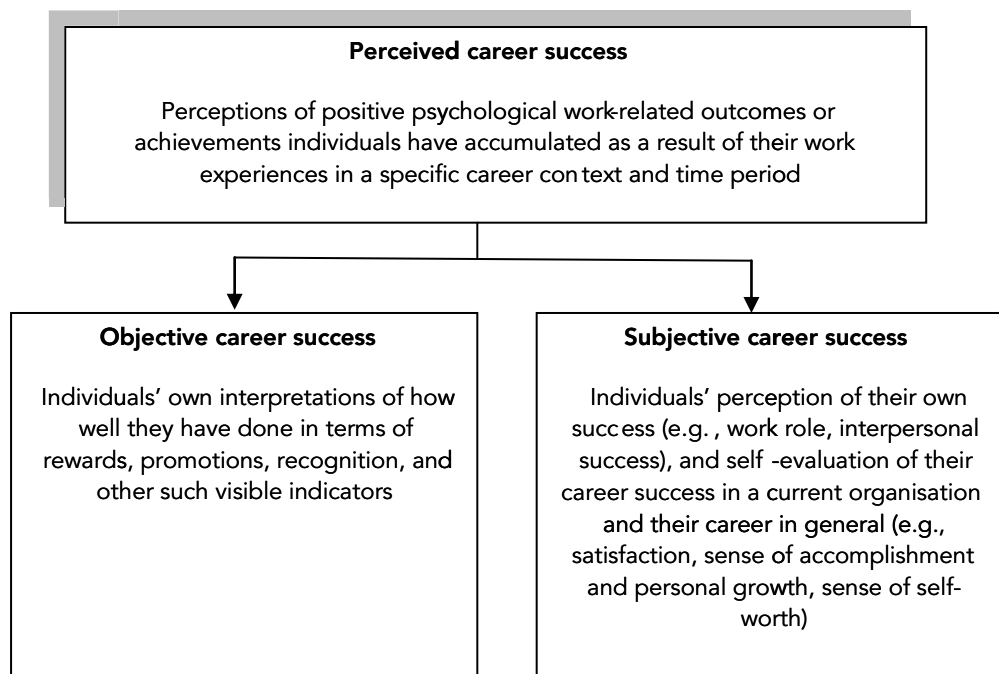 Perceived career success
Perceptions of positive psychological work-related outcomes or
achievements individuals have accumulated as a result of their work
experiences in a specific career context and time period
Objective career success
Individuals’ own interpretations of how
well they have done in terms of
rewards, promotions, recognition, and
other such visible indicators
Subjective career success
Individuals’ perception of their own
success (e.g., work role, interpersonal
success), and self -evaluation of their
career success in a current organisation
and their career in general (e.g.,
satisfaction, sense of accomplishment
and personal growth, sense of self-
worth)